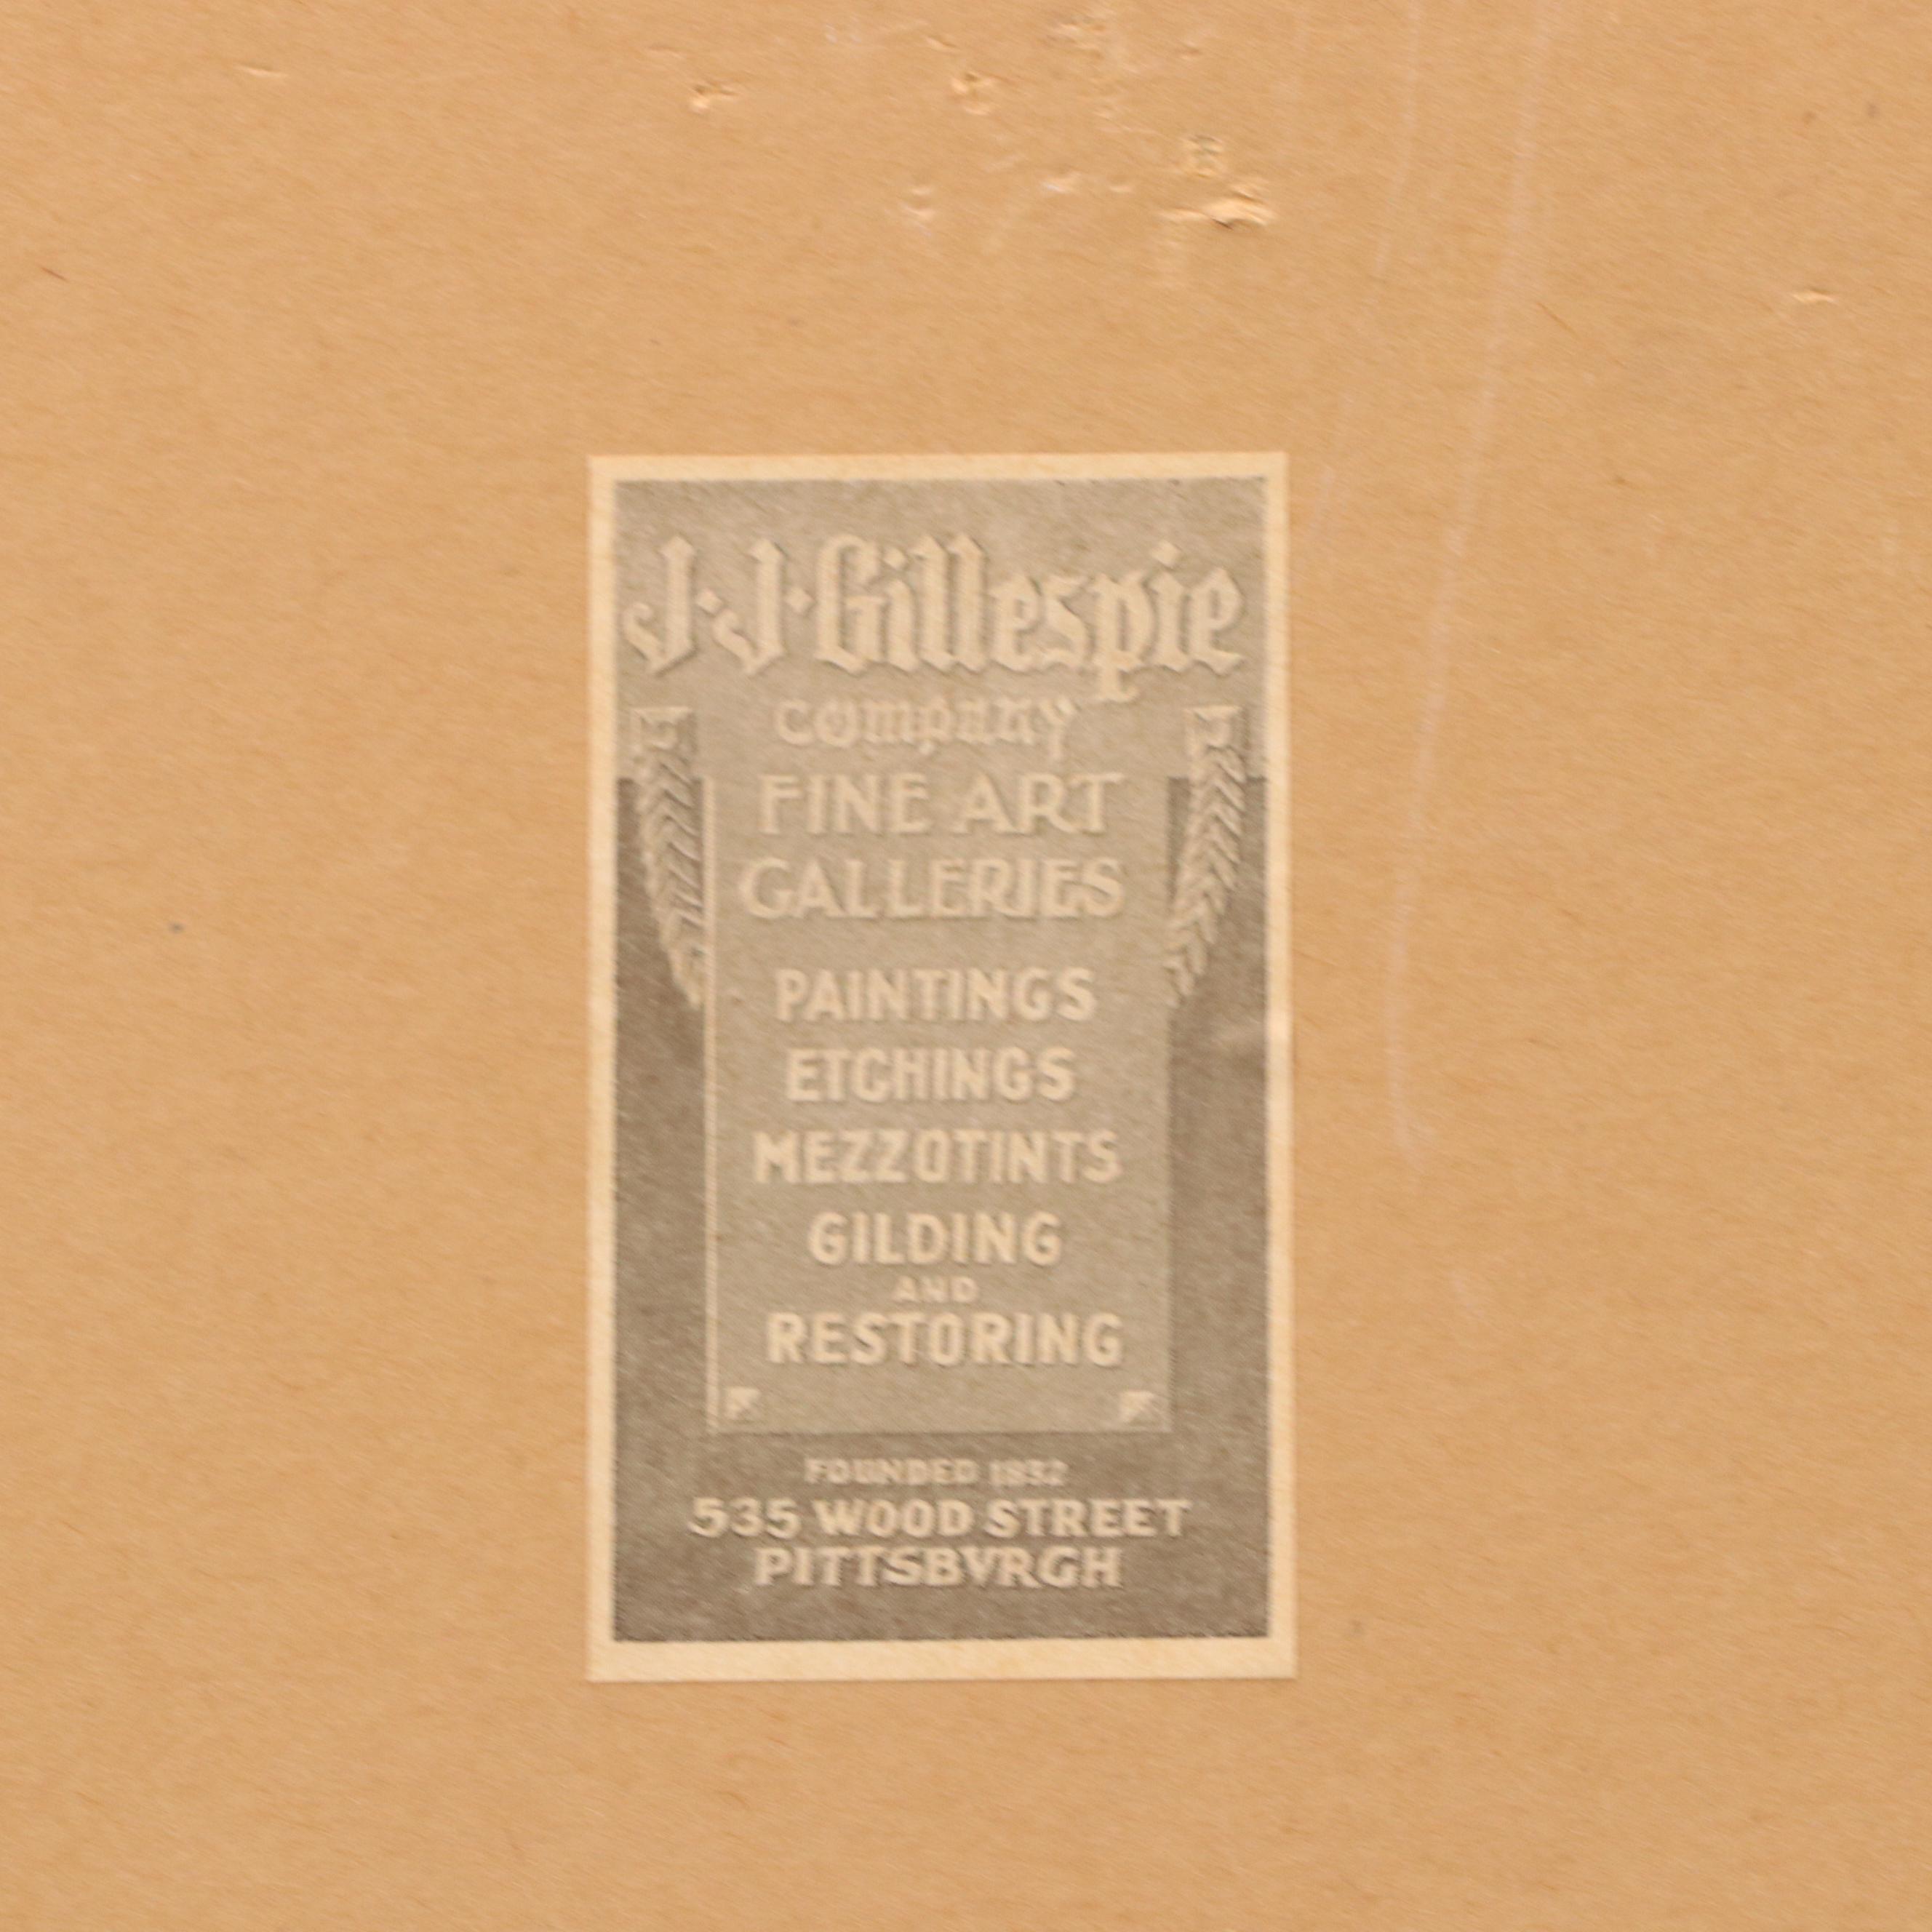 J·J·Gillespie
Company
FINE ART
GALLERIES
PAINTINGS
ETCHINGS
MEZZOTINTS
GILDING
AND
RESTORING
FOUNDED 1832
535 WOOD STREET
PITTSBVRGH